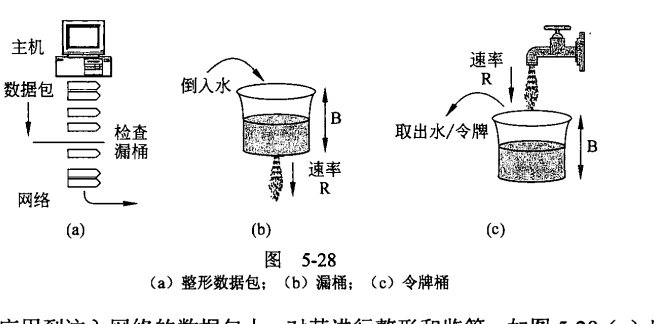 主机
数据包
检查
漏桶
网络
(a)
倒入水
B
速率
R
(b)
速率
R
取出水/令牌
B
(c)
图 5-28
(a) 整形数据包; (b) 漏桶; (c) 令牌桶